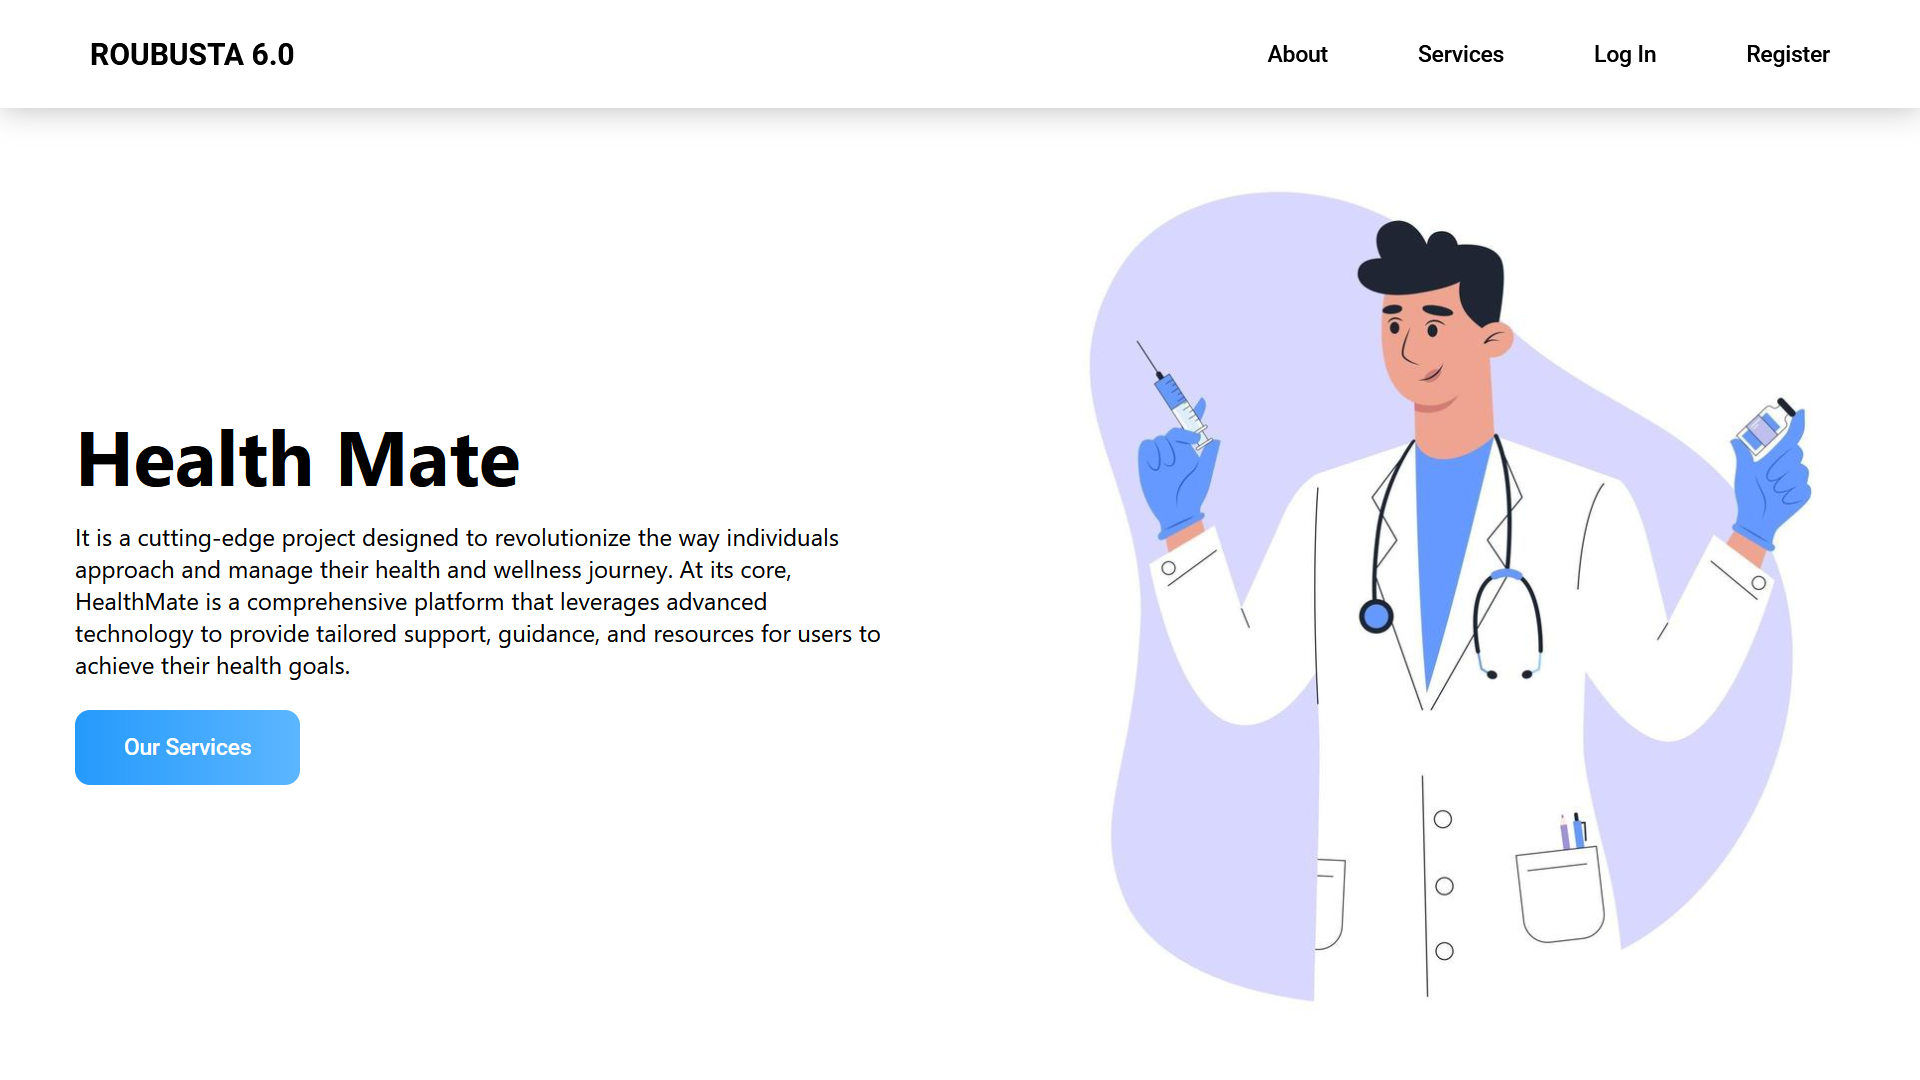 ROUBUSTA 6.0
About
Services
Log In
Register
Health Mate
It is a cutting-edge project designed to revolutionize the way individuals
approach and manage their health and wellness journey. At its core,
HealthMate is a comprehensive platform that leverages advanced
technology to provide tailored support, guidance, and resources for users to
achieve their health goals.
Our Services